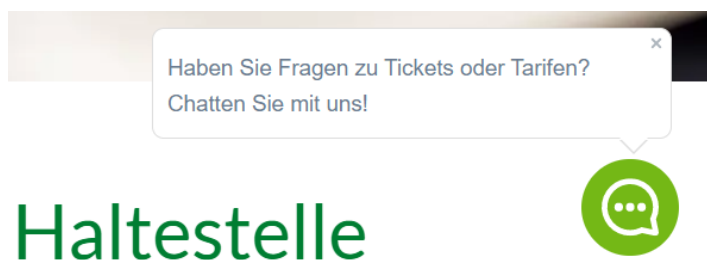 ×
Haben Sie Fragen zu Tickets oder Tarifen?
Chatten Sie mit uns!
Haltestelle